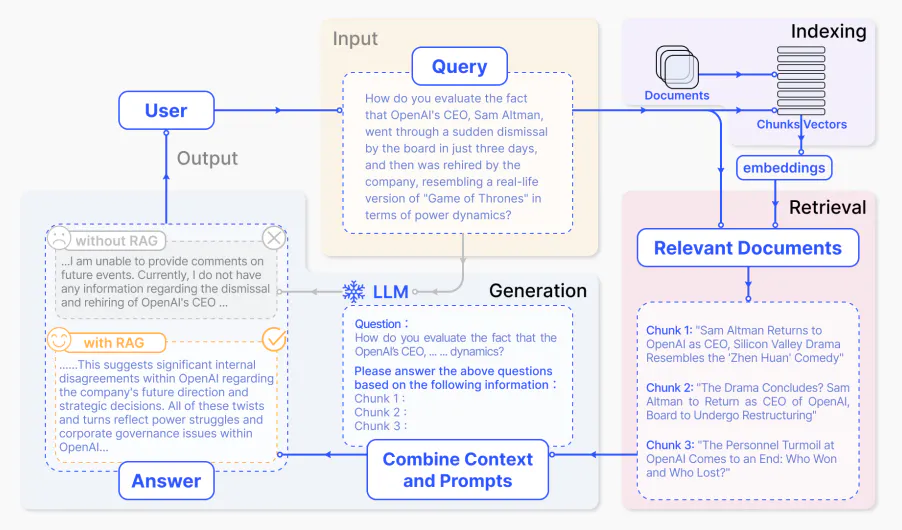 Input
Indexing
Query
Documents
Chunks Vectors
User
How do you evaluate the fact
that OpenAI's CEO, Sam Altman,
went through a sudden dismissal
by the board in just three days,
and then was rehired by the
company, resembling a real-life
version of "Game of Thrones" in
terms of power dynamics?
Output
embeddings
Retrieval
Relevant Documents
without RAG
...I am unable to provide comments on
future events. Currently, I do not have
any information regarding the dismissal
and rehiring of OpenAI's CEO ...
LLM
Generation
Question :
How do you evaluate the fact that the
OpenAI's CEO, ... ... dynamics?
Please answer the above questions
based on the following information :
Chunk 1 :
Chunk 2 :
Chunk 3 :
Chunk 1: "Sam Altman Returns to
OpenAI as CEO, Silicon Valley Drama
Resembles the 'Zhen Huan' Comedy"
Chunk 2: "The Drama Concludes? Sam
Altman to Return as CEO of OpenAI,
Board to Undergo Restructuring"
Chunk 3: "The Personnel Turmoil at
OpenAI Comes to an End: Who Won
and Who Lost?"
with RAG
......This suggests significant internal
disagreements within OpenAI regarding
the company's future direction and
strategic decisions. All of these twists
and turns reflect power struggles and
corporate governance issues within
OpenAI...
Combine Context
and Prompts
Answer